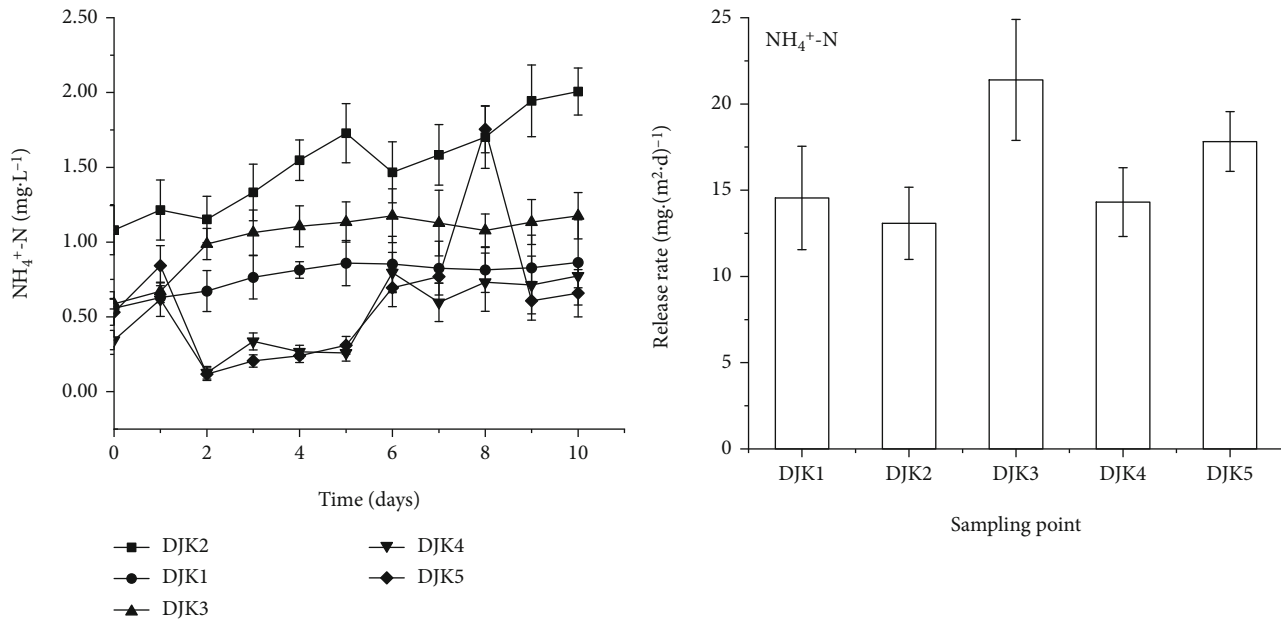 2.50
2.00
1.50
1.00
0.50
0.00
NH₄⁺-N (mg·L⁻¹)
0 2 4 6 8 10
Time (days)
DJK2
DJK1
DJK3
DJK4
DJK5
NH₄⁺-N
25
20
15
10
5
0
Release rate (mg·(m²·d)⁻¹)
DJK1 DJK2 DJK3 DJK4 DJK5
Sampling point